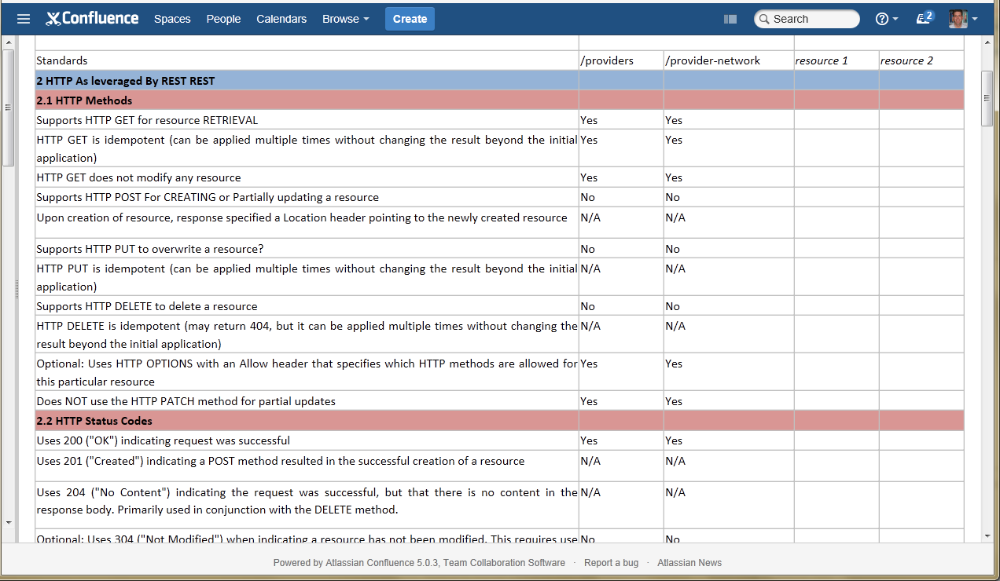 Confluence Spaces People Calendars Browse Create Search 2
Standards /providers /provider-network resource 1 resource 2
2 HTTP As leveraged By REST REST
2.1 HTTP Methods
Supports HTTP GET for resource RETRIEVAL Yes Yes
HTTP GET is idempotent (can be applied multiple times without changing the result beyond the initial Yes Yes
application)
HTTP GET does not modify any resource Yes Yes
Supports HTTP POST For CREATING or Partially updating a resource No No
Upon creation of resource, response specified a Location header pointing to the newly created resource N/A N/A
Supports HTTP PUT to overwrite a resource? No No
HTTP PUT is idempotent (can be applied multiple times without changing the result beyond the initial N/A N/A
application)
Supports HTTP DELETE to delete a resource No No
HTTP DELETE is idempotent (may return 404, but it can be applied multiple times without changing the N/A N/A
result beyond the initial application)
Optional: Uses HTTP OPTIONS with an Allow header that specifies which HTTP methods are allowed for Yes Yes
this particular resource
Does NOT use the HTTP PATCH method for partial updates Yes Yes
2.2 HTTP Status Codes
Uses 200 ("OK") indicating request was successful Yes Yes
Uses 201 ("Created") indicating a POST method resulted in the successful creation of a resource N/A N/A
Uses 204 ("No Content") indicating the request was successful, but that there is no content in the N/A N/A
response body. Primarily used in conjunction with the DELETE method.
Optional: Uses 304 ("Not Modified") when indicating a resource has not been modified. This requires use No No
Powered by Atlassian Confluence 5.0.3, Team Collaboration Software · Report a bug · Atlassian News